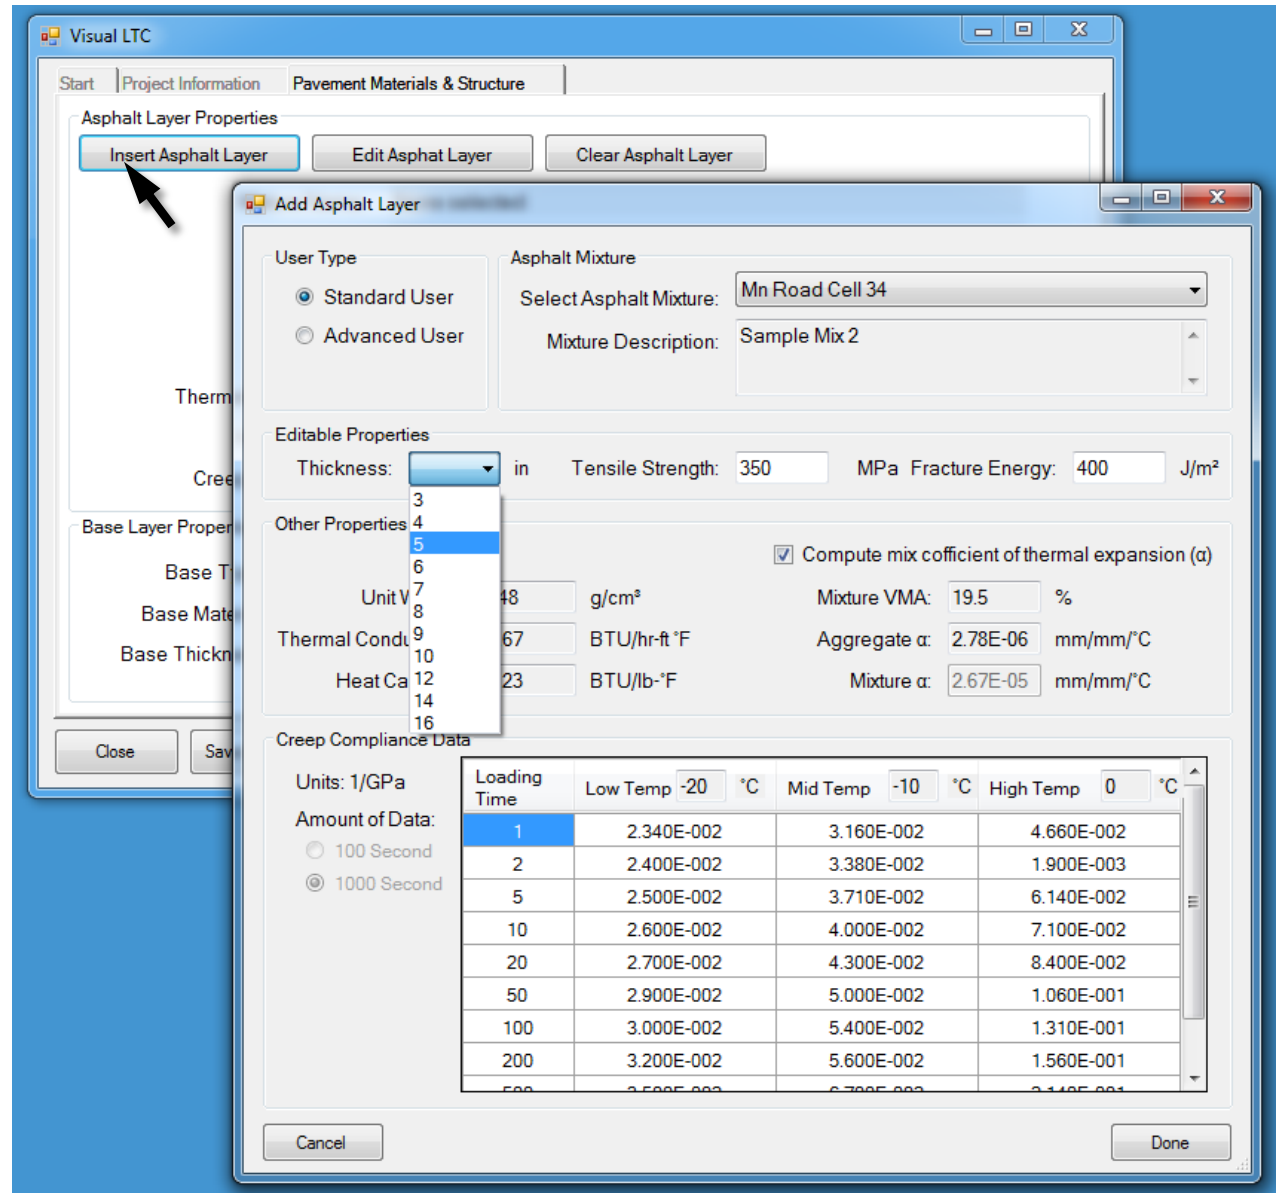 Visual LTC
Start Project Information Pavement Materials & Structure
Asphalt Layer Properties
Insert Asphalt Layer Edit Asphat Layer Clear Asphalt Layer
Therm
Cree
Base Layer Proper
Base T
Base Mate
Base Thickn
Close Sav
Add Asphalt Layer
User Type
Standard User
Advanced User
Asphalt Mixture
Select Asphalt Mixture: Mn Road Cell 34
Mixture Description: Sample Mix 2
Editable Properties
Thickness: in Tensile Strength: 350 MPa Fracture Energy: 400 J/m²
3
4
5
6
7
8
9
10
12
14
16
Other Properties
Compute mix cofficient of thermal expansion (α)
Unit 48 g/cm³ Mixture VMA: 19.5 %
Thermal Condu 67 BTU/hr-ft °F Aggregate α: 2.78E-06 mm/mm/°C
Heat Ca 23 BTU/lb-°F Mixture α: 2.67E-05 mm/mm/°C
Creep Compliance Data
Units: 1/GPa
Amount of Data:
100 Second
1000 Second
Loading Time Low Temp -20 °C Mid Temp -10 °C High Temp 0 °C
1 2.340E-002 3.160E-002 4.660E-002
2 2.400E-002 3.380E-002 1.900E-003
5 2.500E-002 3.710E-002 6.140E-002
10 2.600E-002 4.000E-002 7.100E-002
20 2.700E-002 4.300E-002 8.400E-002
50 2.900E-002 5.000E-002 1.060E-001
100 3.000E-002 5.400E-002 1.310E-001
200 3.200E-002 5.600E-002 1.560E-001
Cancel Done